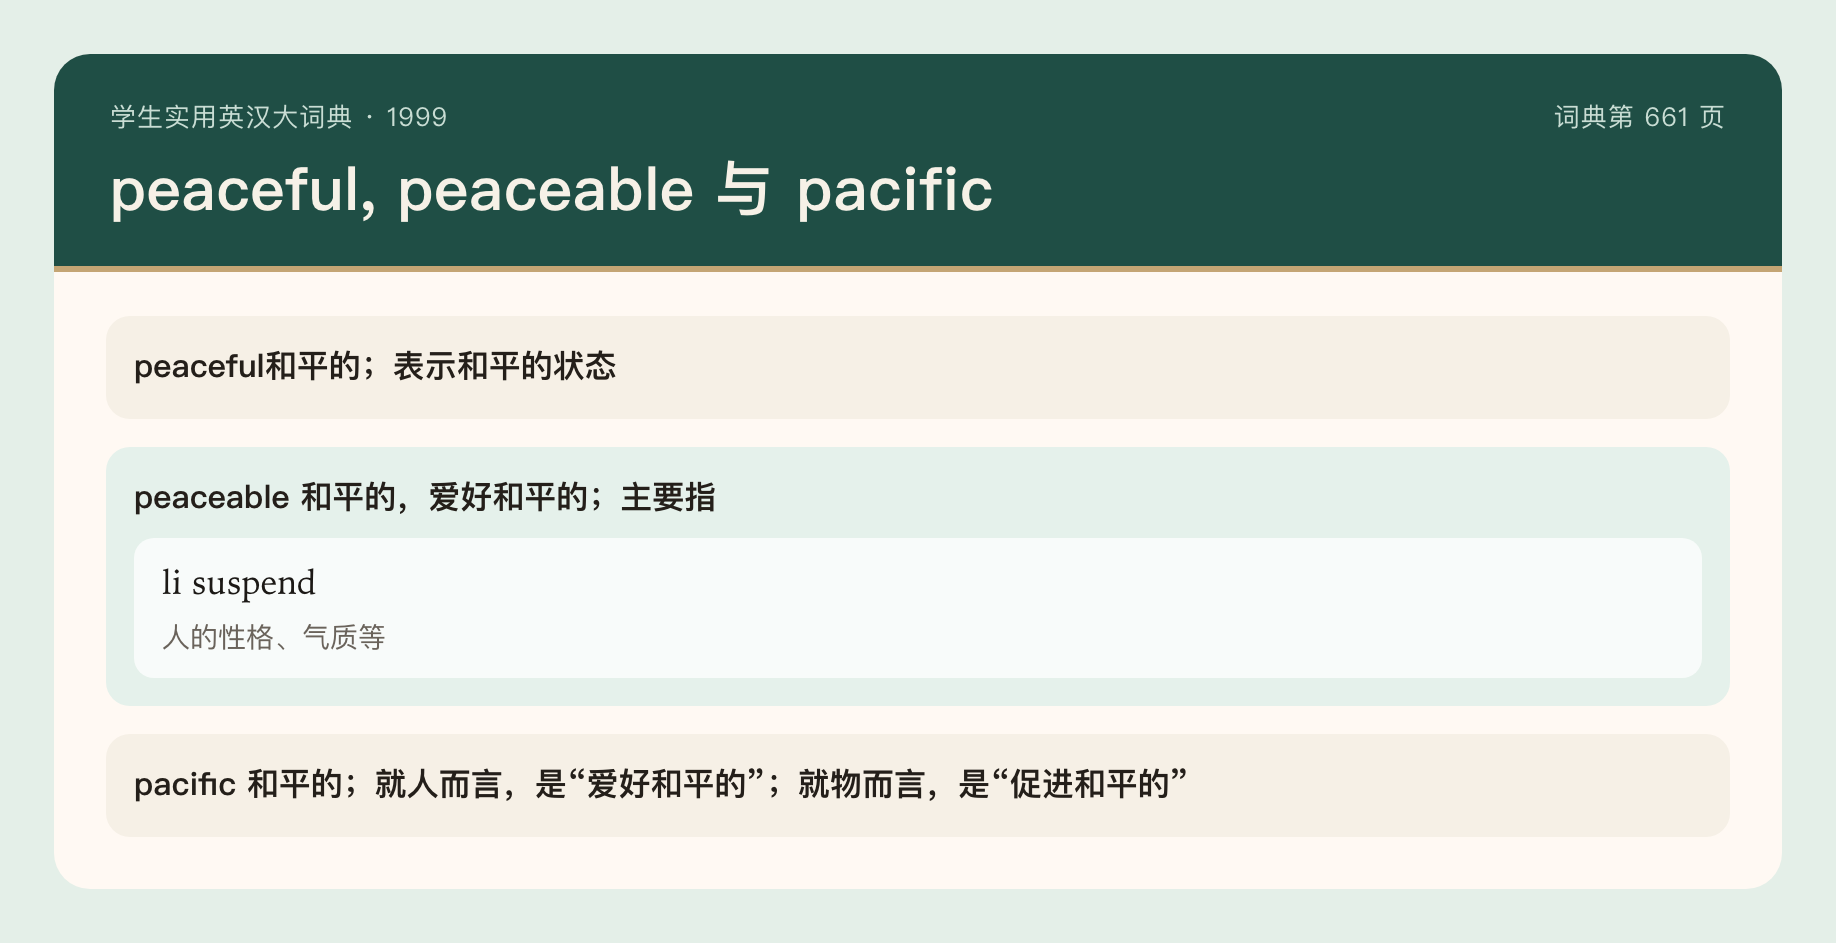 学生实用英汉大词典 · 1999
词典第 661 页
peaceful, peaceable 与 pacific
peaceful和平的；表示和平的状态
peaceable 和平的，爱好和平的；主要指
li suspend
人的性格、气质等
pacific 和平的；就人而言，是“爱好和平的”；就物而言，是“促进和平的”